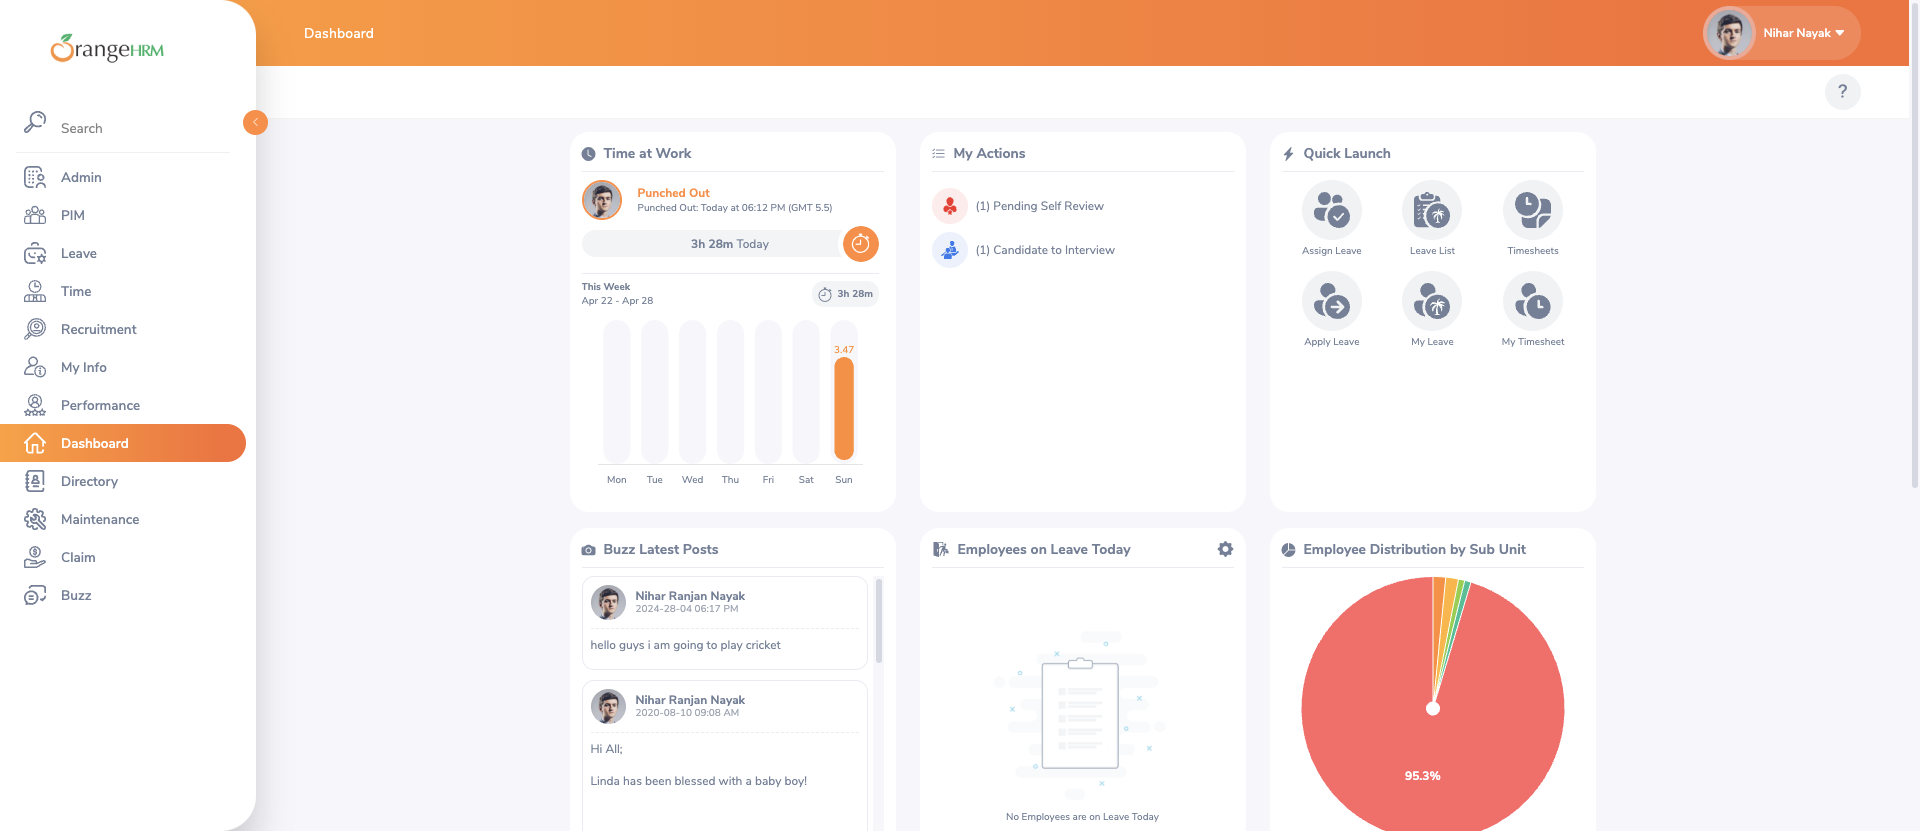 OrangeHRM
Search
Admin
PIM
Leave
Time
Recruitment
My Info
Performance
Dashboard
Directory
Maintenance
Claim
Buzz
Dashboard
Nihar Nayak
?
Time at Work
Punched Out
Punched Out: Today at 06:12 PM (GMT 5.5)
3h 28m Today
This Week
Apr 22 - Apr 28
3h 28m
3.47
Mon Tue Wed Thu Fri Sat Sun
My Actions
(1) Pending Self Review
(1) Candidate to Interview
Quick Launch
Assign Leave
Leave List
Timesheets
Apply Leave
My Leave
My Timesheet
Buzz Latest Posts
Nihar Ranjan Nayak
2024-28-04 06:17 PM
hello guys i am going to play cricket
Nihar Ranjan Nayak
2020-08-10 09:08 AM
Hi All;
Linda has been blessed with a baby boy!
Employees on Leave Today
No Employees are on Leave Today
Employee Distribution by Sub Unit
95.3%